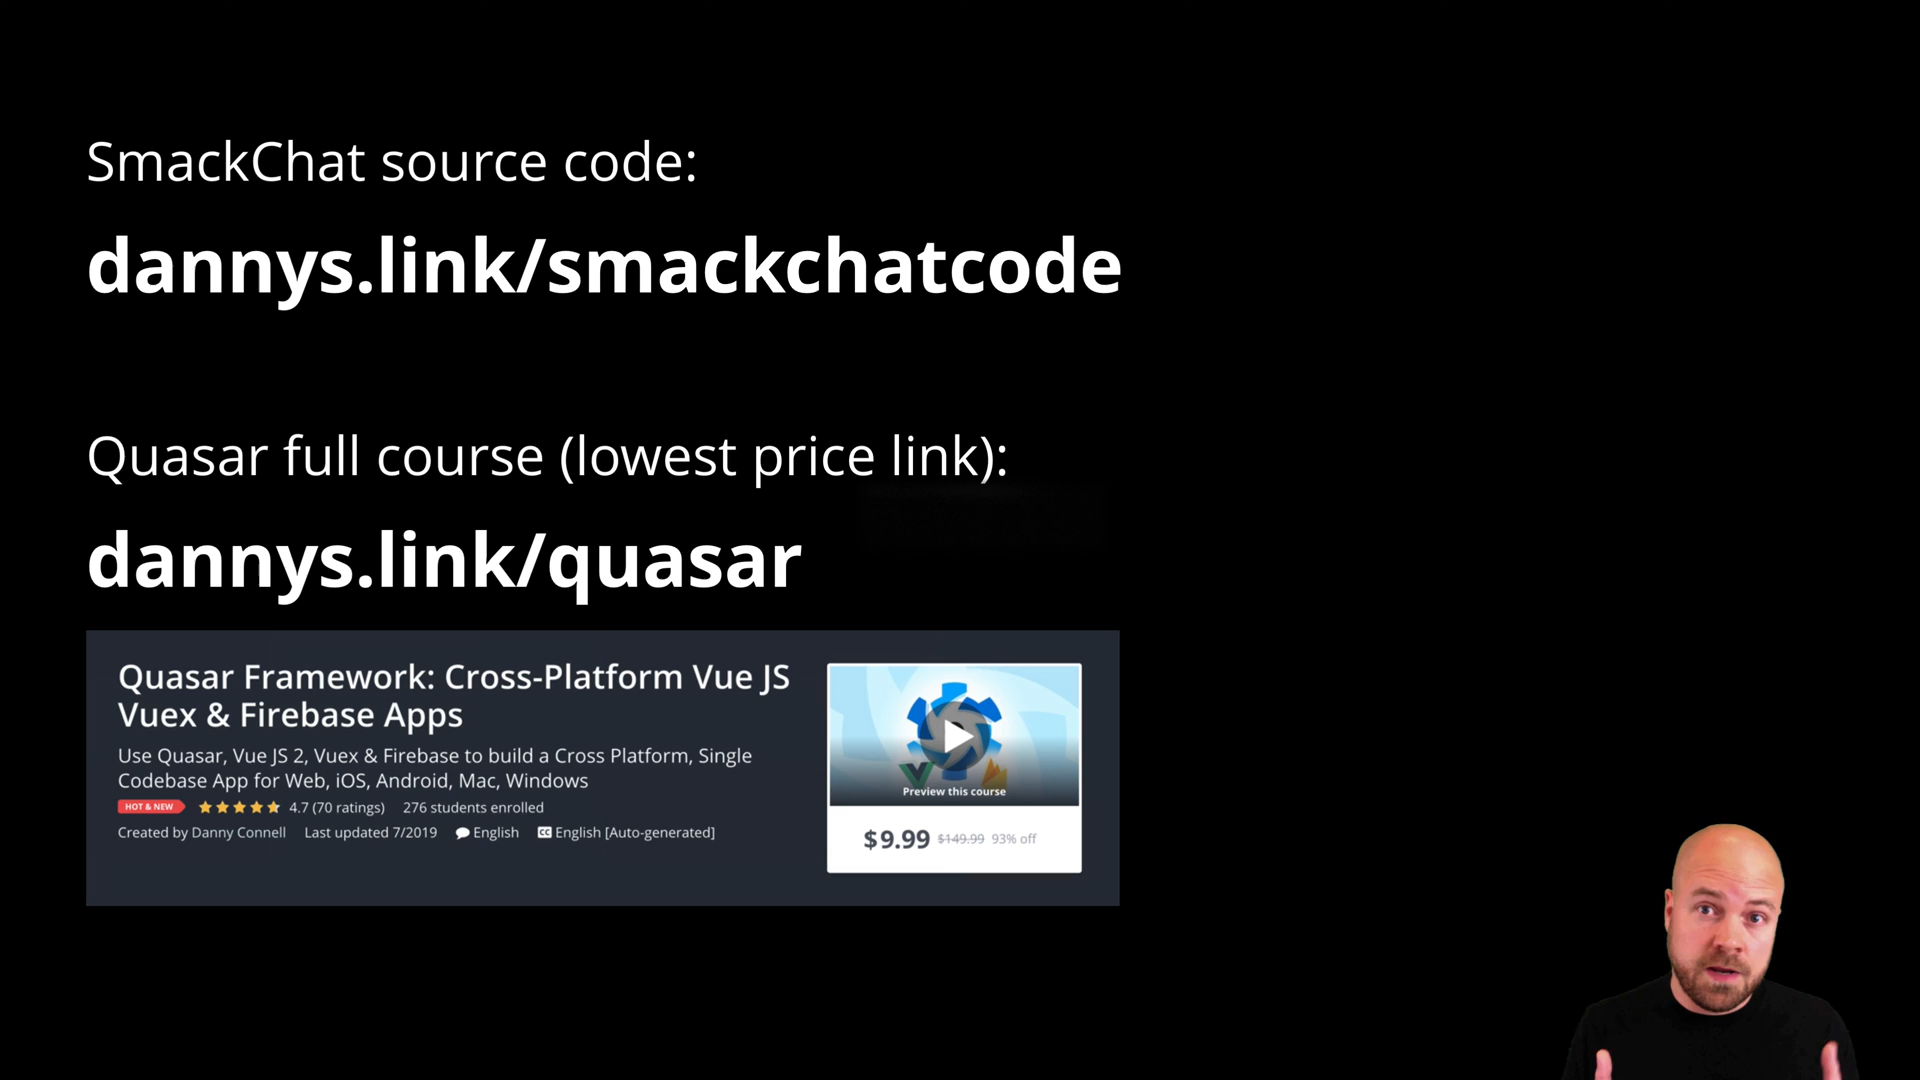 SmackChat source code:
dannys.link/smackchatcode
Quasar full course (lowest price link):
dannys.link/quasar
Quasar Framework: Cross-Platform Vue JS
Vuex & Firebase Apps
Use Quasar, Vue JS 2, Vuex & Firebase to build a Cross Platform, Single
Codebase App for Web, iOS, Android, Mac, Windows
HOT & NEW 4.7 (70 ratings) 276 students enrolled
Created by Danny Connell Last updated 7/2019 English CC English [Auto-generated]
Preview this course
$9.99 $149.99 93% off